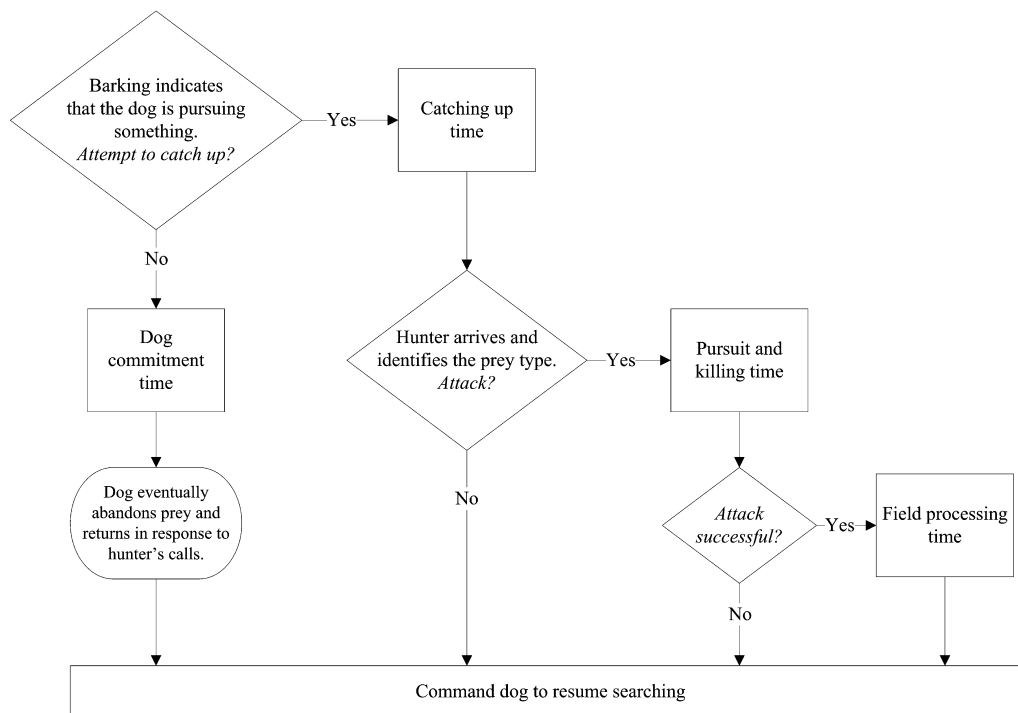 Barking indicates
that the dog is pursuing
something.
Attempt to catch up?
Yes
Catching up
time
No
Dog
commitment
time
Hunter arrives and
identifies the prey type.
Attack?
Yes
Pursuit and
killing time
Dog eventually
abandons prey and
returns in response to
hunter’s calls.
No
Attack
successful?
Yes
Field processing
time
No
Command dog to resume searching